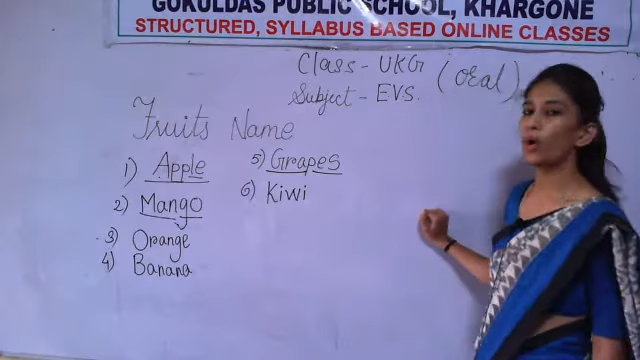 GOKULDAS PUBLIC SCHOOL, KHARGONE
STRUCTURED, SYLLABUS BASED ONLINE CLASSES
Class - UKG (Oral)
Subject - EVS.
Fruits Name
1) Apple
2) Mango
3) Orange
4) Banana
5) Grapes
6) Kiwi